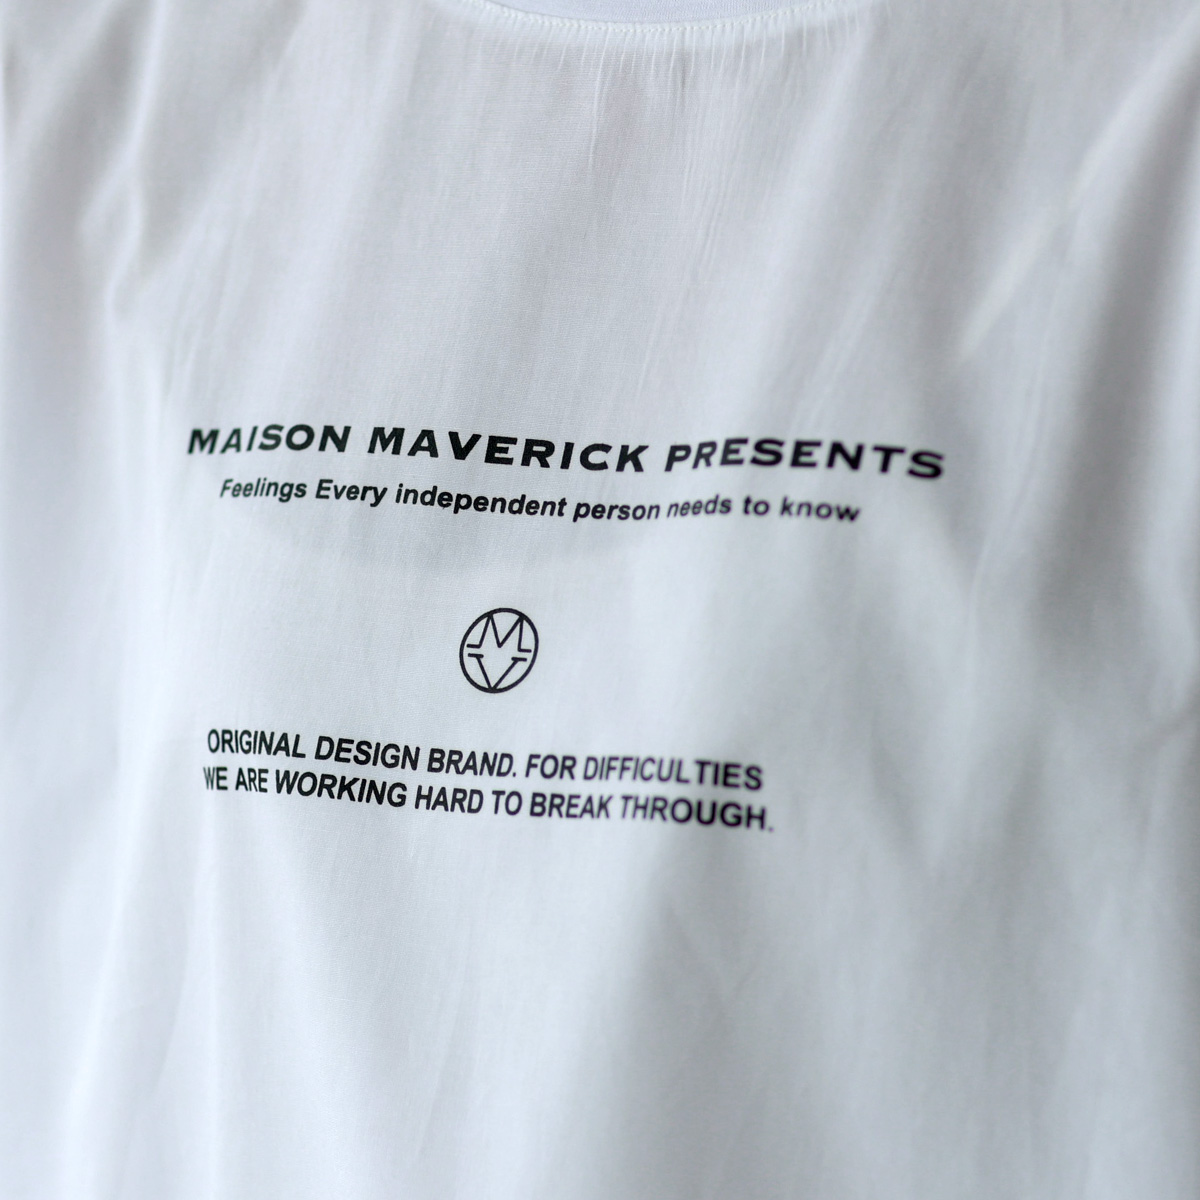 MAISON MAVERICK PRESENTS
Feelings Every independent person needs to know
MV
ORIGINAL DESIGN BRAND. FOR DIFFICULTIES
WE ARE WORKING HARD TO BREAK THROUGH.